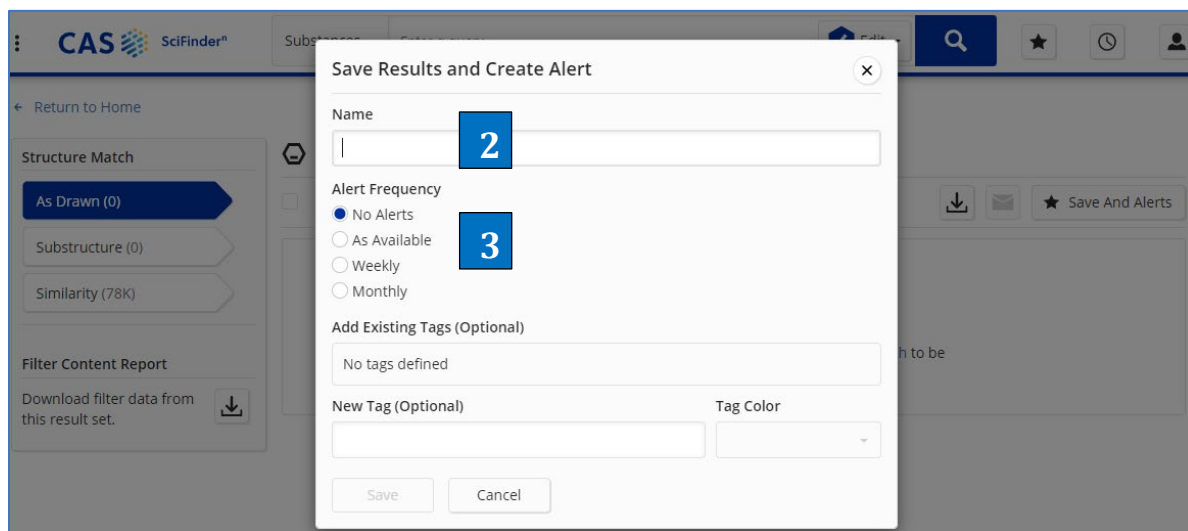 CAS SciFinderⁿ
Substances
Edit
Return to Home
Structure Match
As Drawn (0)
Substructure (0)
Similarity (78K)
Filter Content Report
Download filter data from
this result set.
Save And Alerts
h to be
Save Results and Create Alert
Name
2
Alert Frequency
No Alerts
As Available
3
Weekly
Monthly
Add Existing Tags (Optional)
No tags defined
New Tag (Optional) Tag Color
Save Cancel